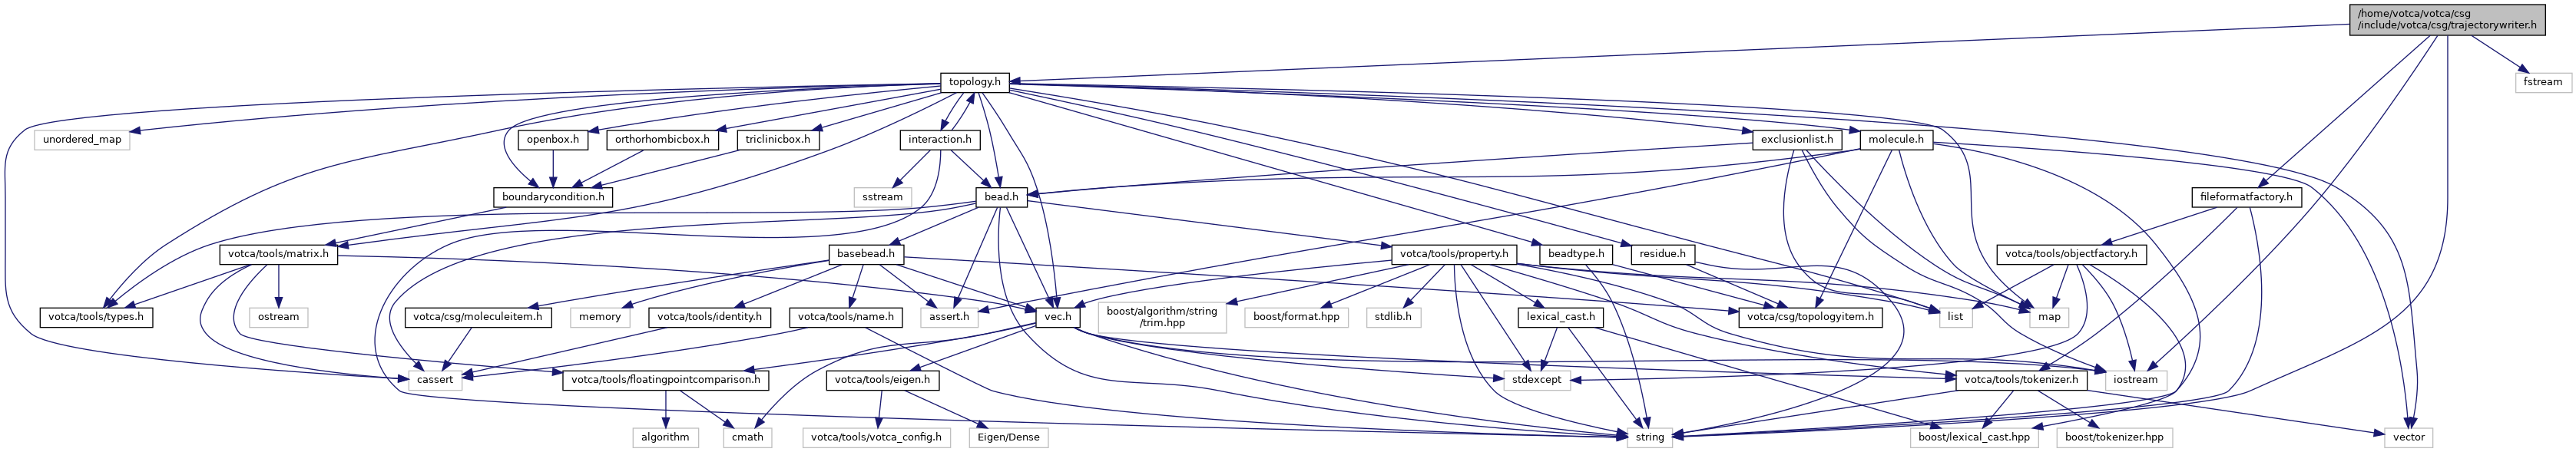 /home/votca/votca/csg
/include/votca/csg/trajectorywriter.h
topology.h
fstream
unordered_map
openbox.h
orthorhombicbox.h
triclinicbox.h
interaction.h
exclusionlist.h
molecule.h
boundarycondition.h
sstream
bead.h
fileformatfactory.h
votca/tools/matrix.h
basebead.h
votca/tools/property.h
beadtype.h
residue.h
votca/tools/objectfactory.h
votca/tools/types.h
ostream
votca/csg/moleculeitem.h
memory
votca/tools/identity.h
votca/tools/name.h
assert.h
vec.h
boost/algorithm/string
/trim.hpp
boost/format.hpp
stdlib.h
lexical_cast.h
votca/csg/topologyitem.h
list
map
cassert
votca/tools/floatingpointcomparison.h
votca/tools/eigen.h
stdexcept
votca/tools/tokenizer.h
iostream
algorithm
cmath
votca/tools/votca_config.h
Eigen/Dense
string
boost/lexical_cast.hpp
boost/tokenizer.hpp
vector